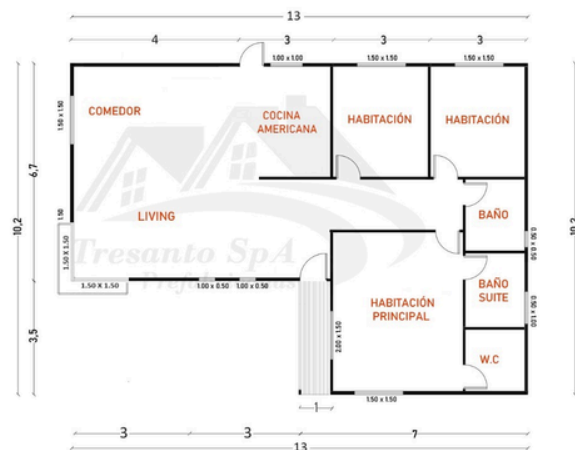 13
4
3
3
3
1.00 x 1.00
1.50 x 1.50
1.50 x 1.50
COMEDOR
COCINA
AMERICANA
HABITACIÓN
HABITACIÓN
1.50 x 1.50
6,7
10,2
10,2
LIVING
BAÑO
1.50
1.50 X 1.50
0.50 x 0.50
Tresanto SpA
1.50 X 1.50
1.00 x 0.50
1.00 x 0.50
BAÑO
SUITE
0.50 x 1.00
HABITACIÓN
PRINCIPAL
2.00 x 1.50
3,5
W.C
1.50 x 1.50
1
3
3
7
13